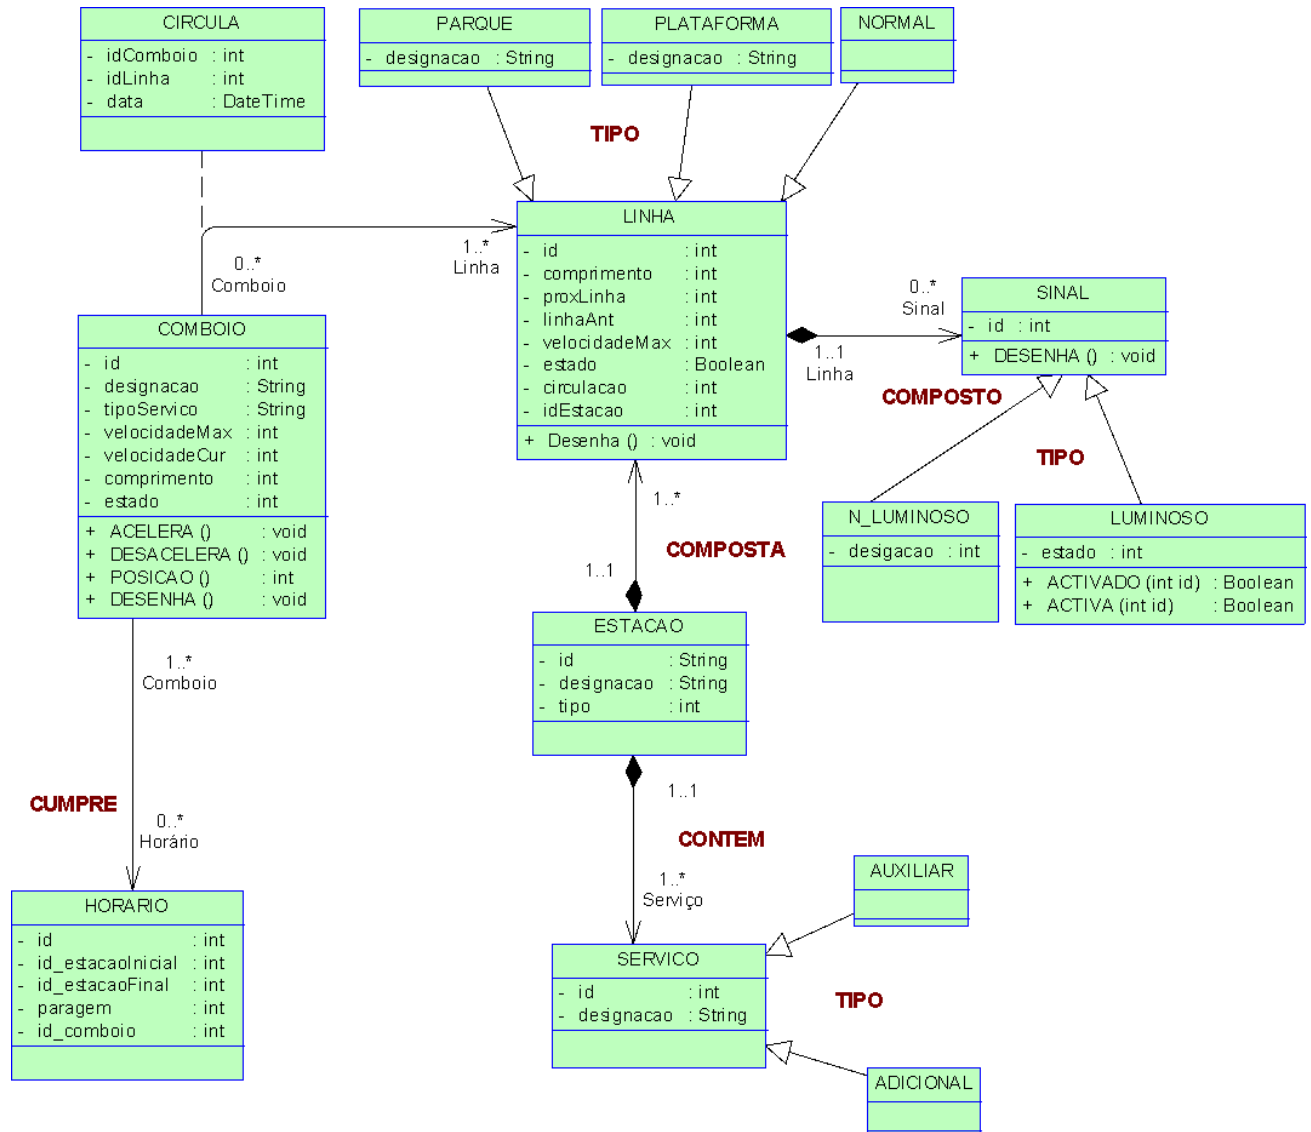 CIRCULA
- idComboio : int
- idLinha : int
- data : DateTime
PARQUE
- designacao : String
PLATAFORMA
- designacao : String
NORMAL
TIPO
LINHA
- id : int
- comprimento : int
- proxLinha : int
- linhaAnt : int
- velocidadeMax : int
- estado : Boolean
- circulacao : int
- idEstacao : int
+ Desenha () : void
1..*
Linha
0..*
Comboio
COMBOIO
- id : int
- designacao : String
- tipoServico : String
- velocidadeMax : int
- velocidadeCur : int
- comprimento : int
- estado : int
+ ACELERA () : void
+ DESACELERA () : void
+ POSICAO () : int
+ DESENHA () : void
0..*
Sinal
1..1
Linha
SINAL
- id : int
+ DESENHA () : void
COMPOSTO
TIPO
N_LUMINOSO
- desigacao : int
LUMINOSO
- estado : int
+ ACTIVADO (int id) : Boolean
+ ACTIVA (int id) : Boolean
1..*
COMPOSTA
1..1
ESTACAO
- id : String
- designacao : String
- tipo : int
1..*
Comboio
CUMPRE
0..*
Horário
HORARIO
- id : int
- id_estacaoInicial : int
- id_estacaoFinal : int
- paragem : int
- id_comboio : int
1..1
CONTEM
1..*
Serviço
SERVICO
- id : int
- designacao : String
AUXILIAR
TIPO
ADICIONAL